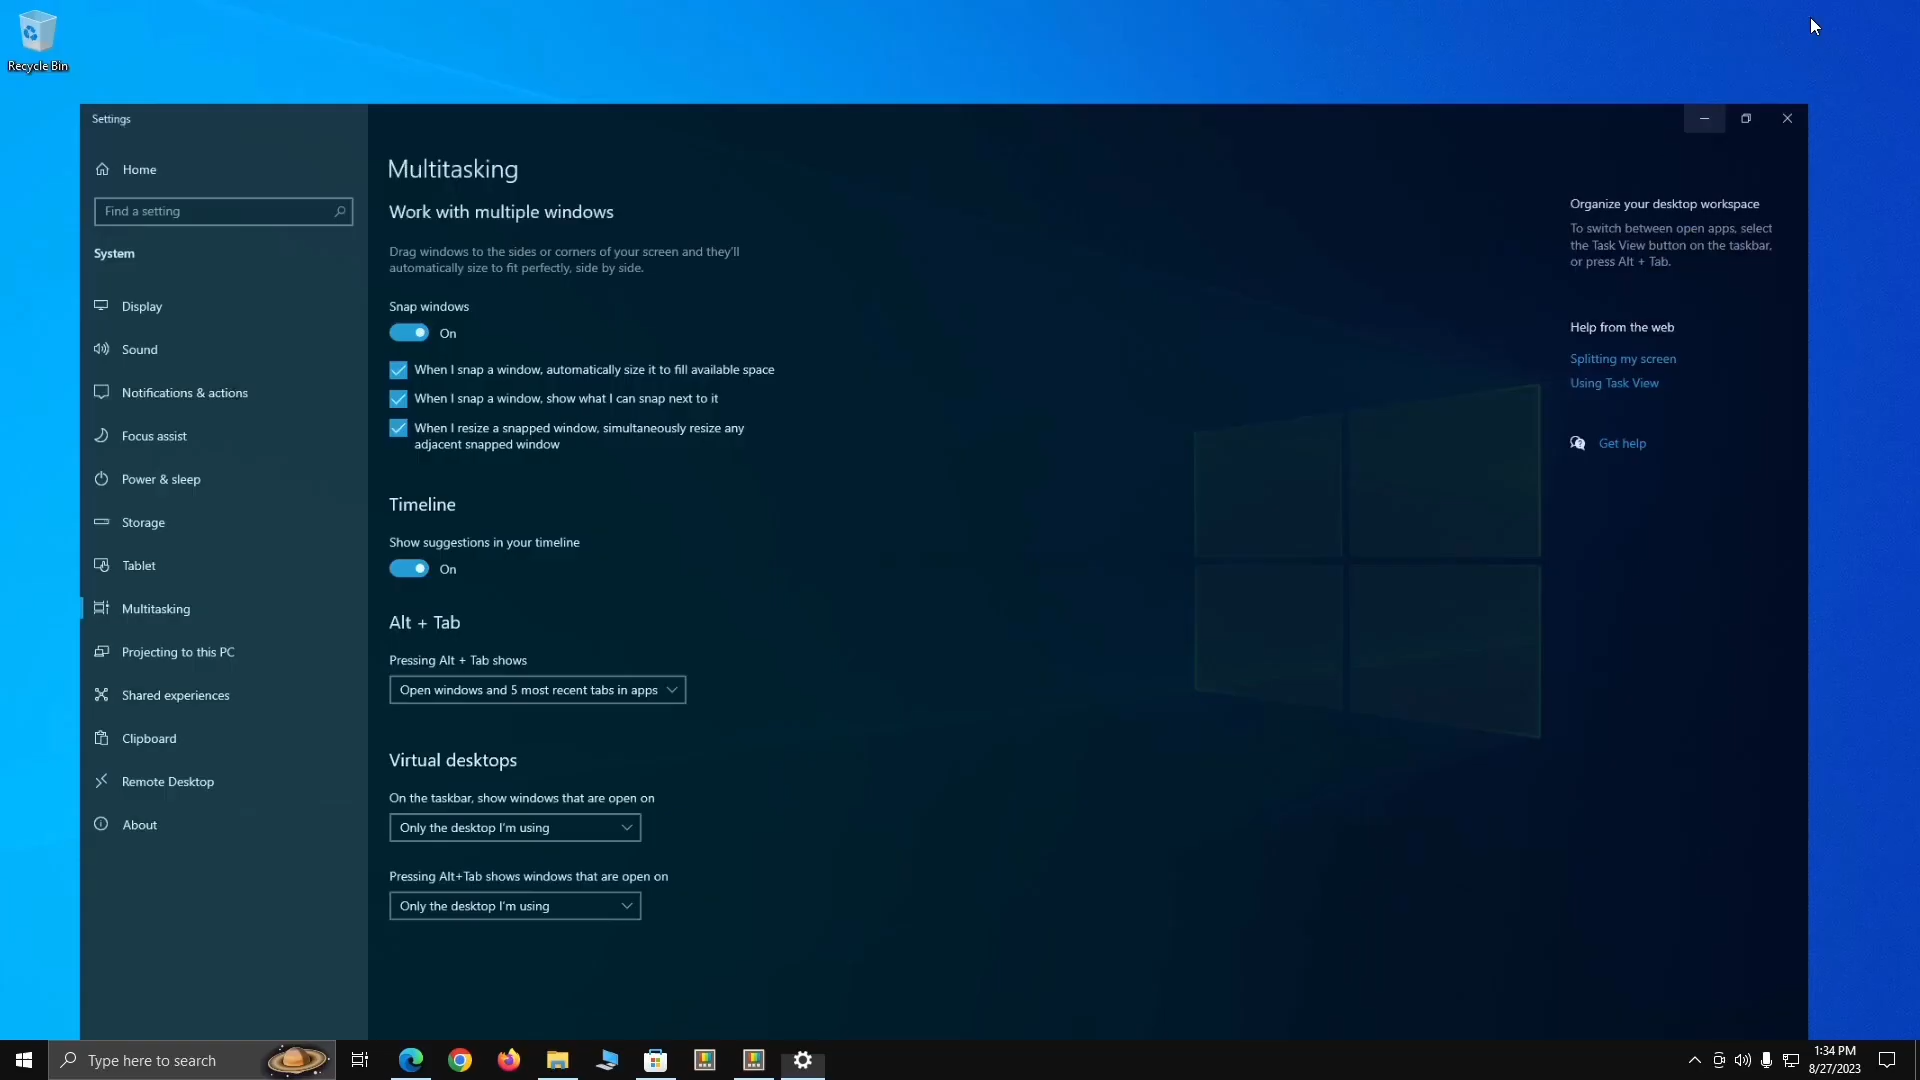 Recycle Bin
Settings
Home
Find a setting
System
Display
Sound
Notifications & actions
Focus assist
Power & sleep
Storage
Tablet
Multitasking
Projecting to this PC
Shared experiences
Clipboard
Remote Desktop
About
Multitasking
Work with multiple windows
Drag windows to the sides or corners of your screen and they'll
automatically size to fit perfectly, side by side.
Snap windows
On
When I snap a window, automatically size it to fill available space
When I snap a window, show what I can snap next to it
When I resize a snapped window, simultaneously resize any
adjacent snapped window
Timeline
Show suggestions in your timeline
On
Alt + Tab
Pressing Alt + Tab shows
Open windows and 5 most recent tabs in apps
Virtual desktops
On the taskbar, show windows that are open on
Only the desktop I'm using
Pressing Alt+Tab shows windows that are open on
Only the desktop I'm using
Organize your desktop workspace
To switch between open apps, select
the Task View button on the taskbar,
or press Alt + Tab.
Help from the web
Splitting my screen
Using Task View
Get help
Type here to search
1:34 PM
8/27/2023